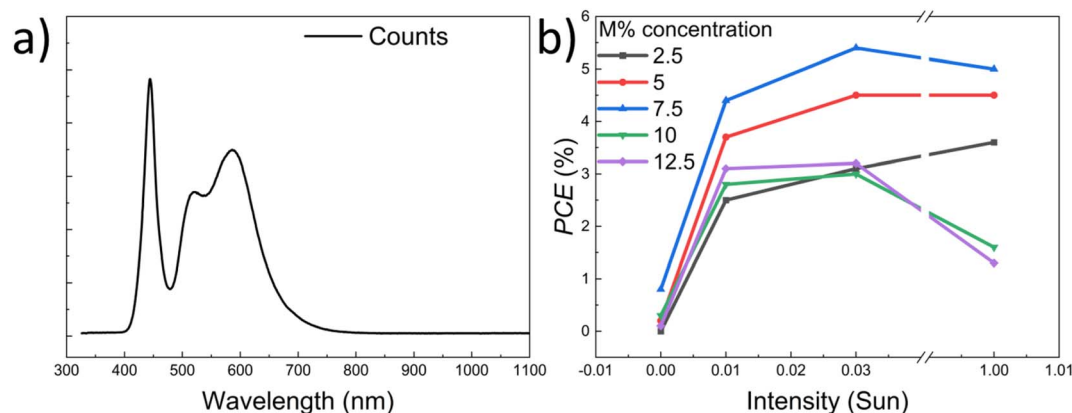 a)
Counts
300 400 500 600 700 800 900 1000 1100
Wavelength (nm)
b)
M% concentration
2.5
5
7.5
10
12.5
6
5
4
3
2
1
0
PCE (%)
-0.01 0.00 0.01 0.02 0.03 1.00 1.01
Intensity (Sun)